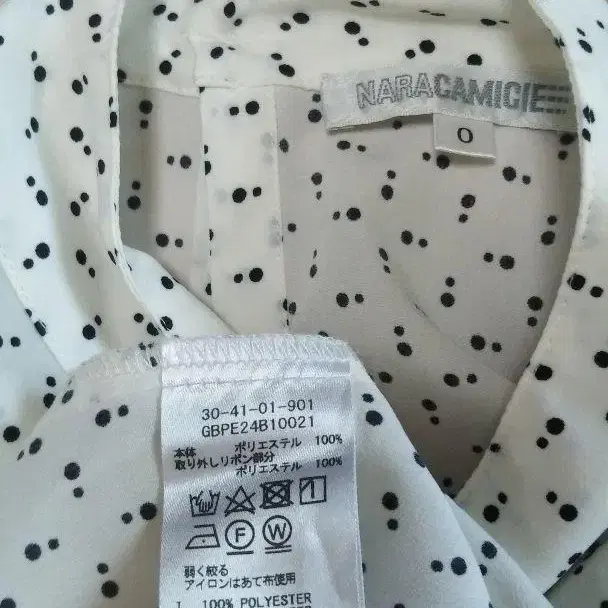 NARACAMICIE
0
30-41-01-901
GBPE24B10021
本体 ポリエステル 100%
取り外しリボン部分
ポリエステル 100%
F W
弱く絞る
アイロンはあて布使用
100% POLYESTER